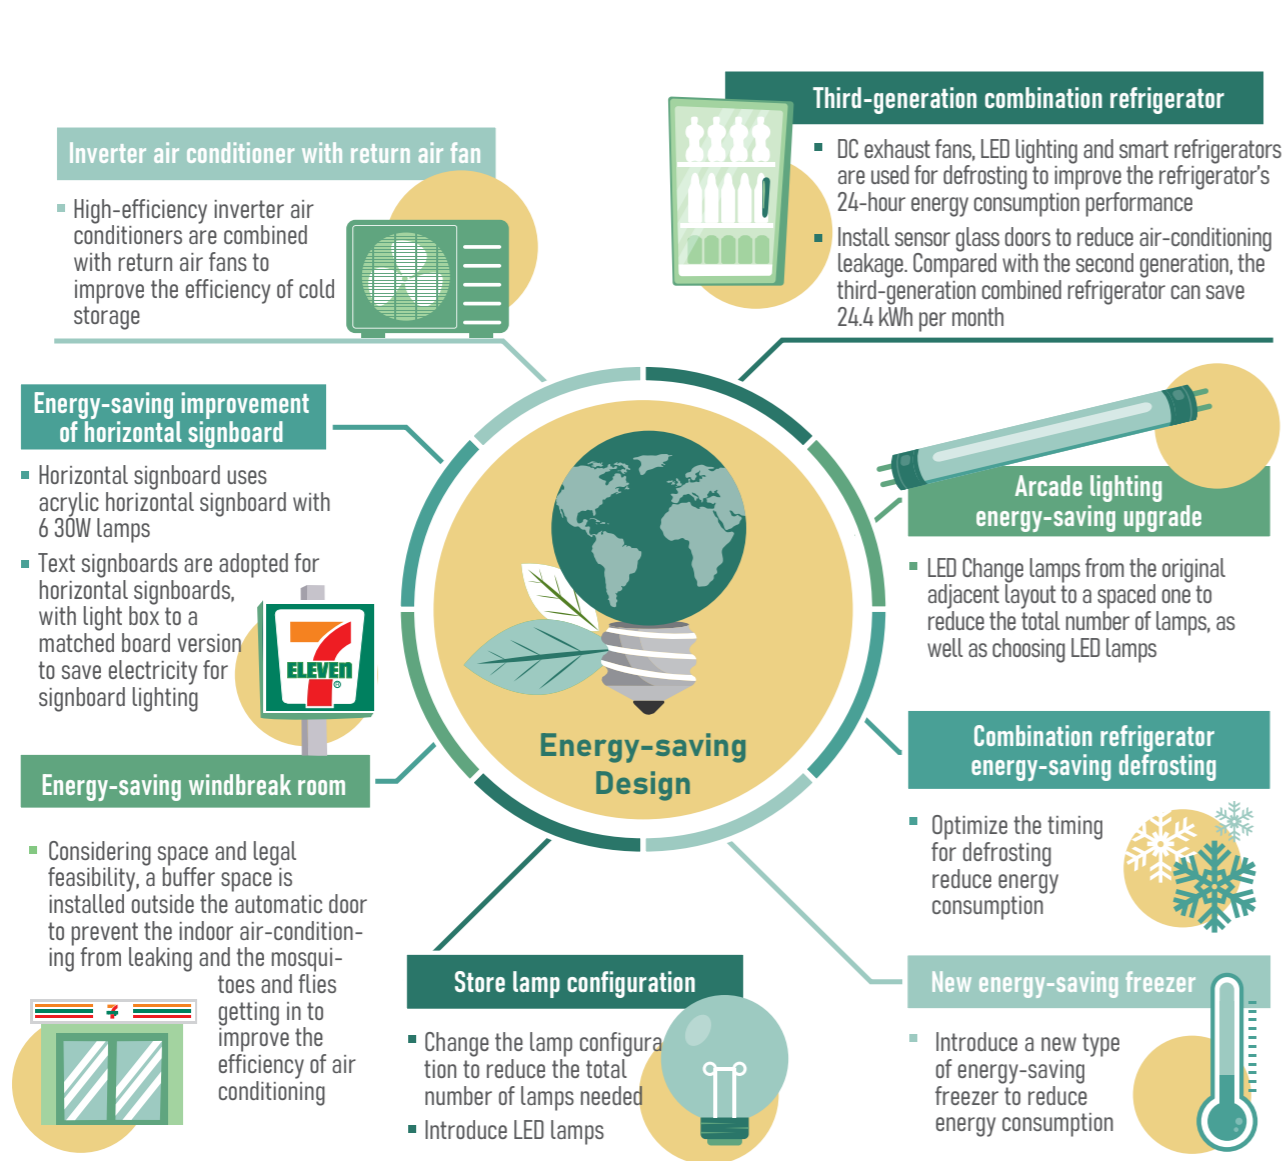 Third-generation combination refrigerator
DC exhaust fans, LED lighting and smart refrigerators
are used for defrosting to improve the refrigerator's
24-hour energy consumption performance
Install sensor glass doors to reduce air-conditioning
leakage. Compared with the second generation, the
third-generation combined refrigerator can save
24.4 kWh per month
Inverter air conditioner with return air fan
High-efficiency inverter air
conditioners are combined
with return air fans to
improve the efficiency of cold
storage
Energy-saving improvement
of horizontal signboard
Horizontal signboard uses
acrylic horizontal signboard with
6 30W lamps
Text signboards are adopted for
horizontal signboards,
with light box to a
matched board version
to save electricity for
signboard lighting
7
ELEVEN
®
Arcade lighting
energy-saving upgrade
LED Change lamps from the original
adjacent layout to a spaced one to
reduce the total number of lamps, as
well as choosing LED lamps
Energy-saving
Design
Combination refrigerator
energy-saving defrosting
Optimize the timing
for defrosting
reduce energy
consumption
Energy-saving windbreak room
Considering space and legal
feasibility, a buffer space is
installed outside the automatic door
to prevent the indoor air-condition-
ing from leaking and the mosqui-
toes and flies
getting in to
improve the
efficiency of air
conditioning
7
Store lamp configuration
Change the lamp configura
tion to reduce the total
number of lamps needed
Introduce LED lamps
New energy-saving freezer
Introduce a new type
of energy-saving
freezer to reduce
energy consumption